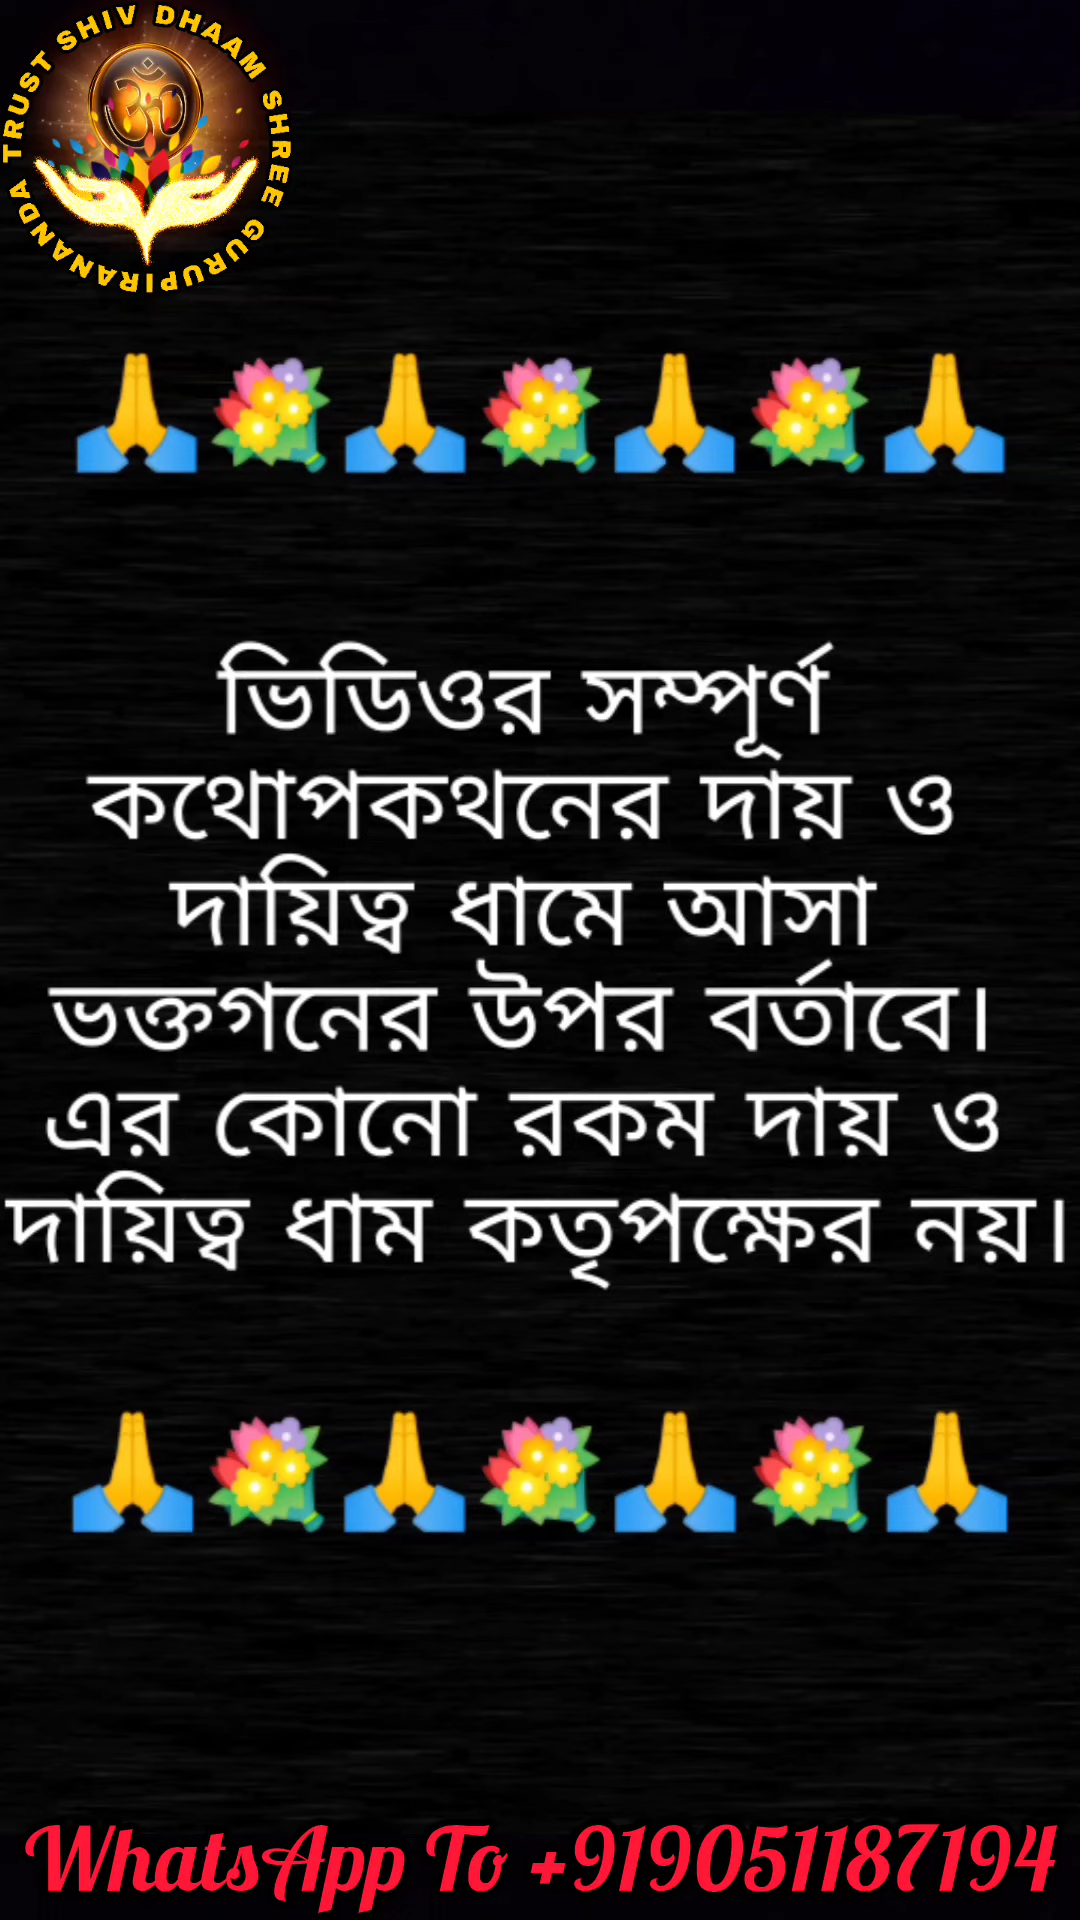 TRUST SHIV DHAAM SHREE GURUPIRANANDA
🙏💐🙏💐🙏💐🙏
ভিডিওর সম্পূর্ণ
কথোপকথনের দায় ও
দায়িত্ব ধামে আসা
ভক্তগনের উপর বর্তাবে।
এর কোনো রকম দায় ও
দায়িত্ব ধাম কতৃপক্ষের নয়।
🙏💐🙏💐🙏💐🙏
WhatsApp To +919051187194